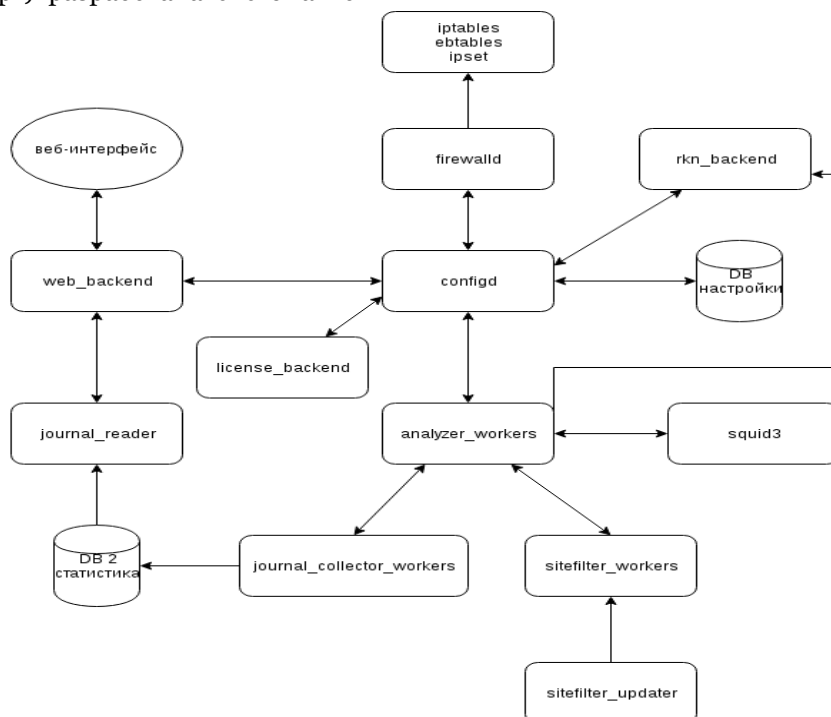 iptables
ebtables
ipset
веб-интерфейс
firewalld
rkn_backend
web_backend
configd
DB
настройки
license_backend
journal_reader
analyzer_workers
squid3
DB 2
статистика
journal_collector_workers
sitefilter_workers
sitefilter_updater